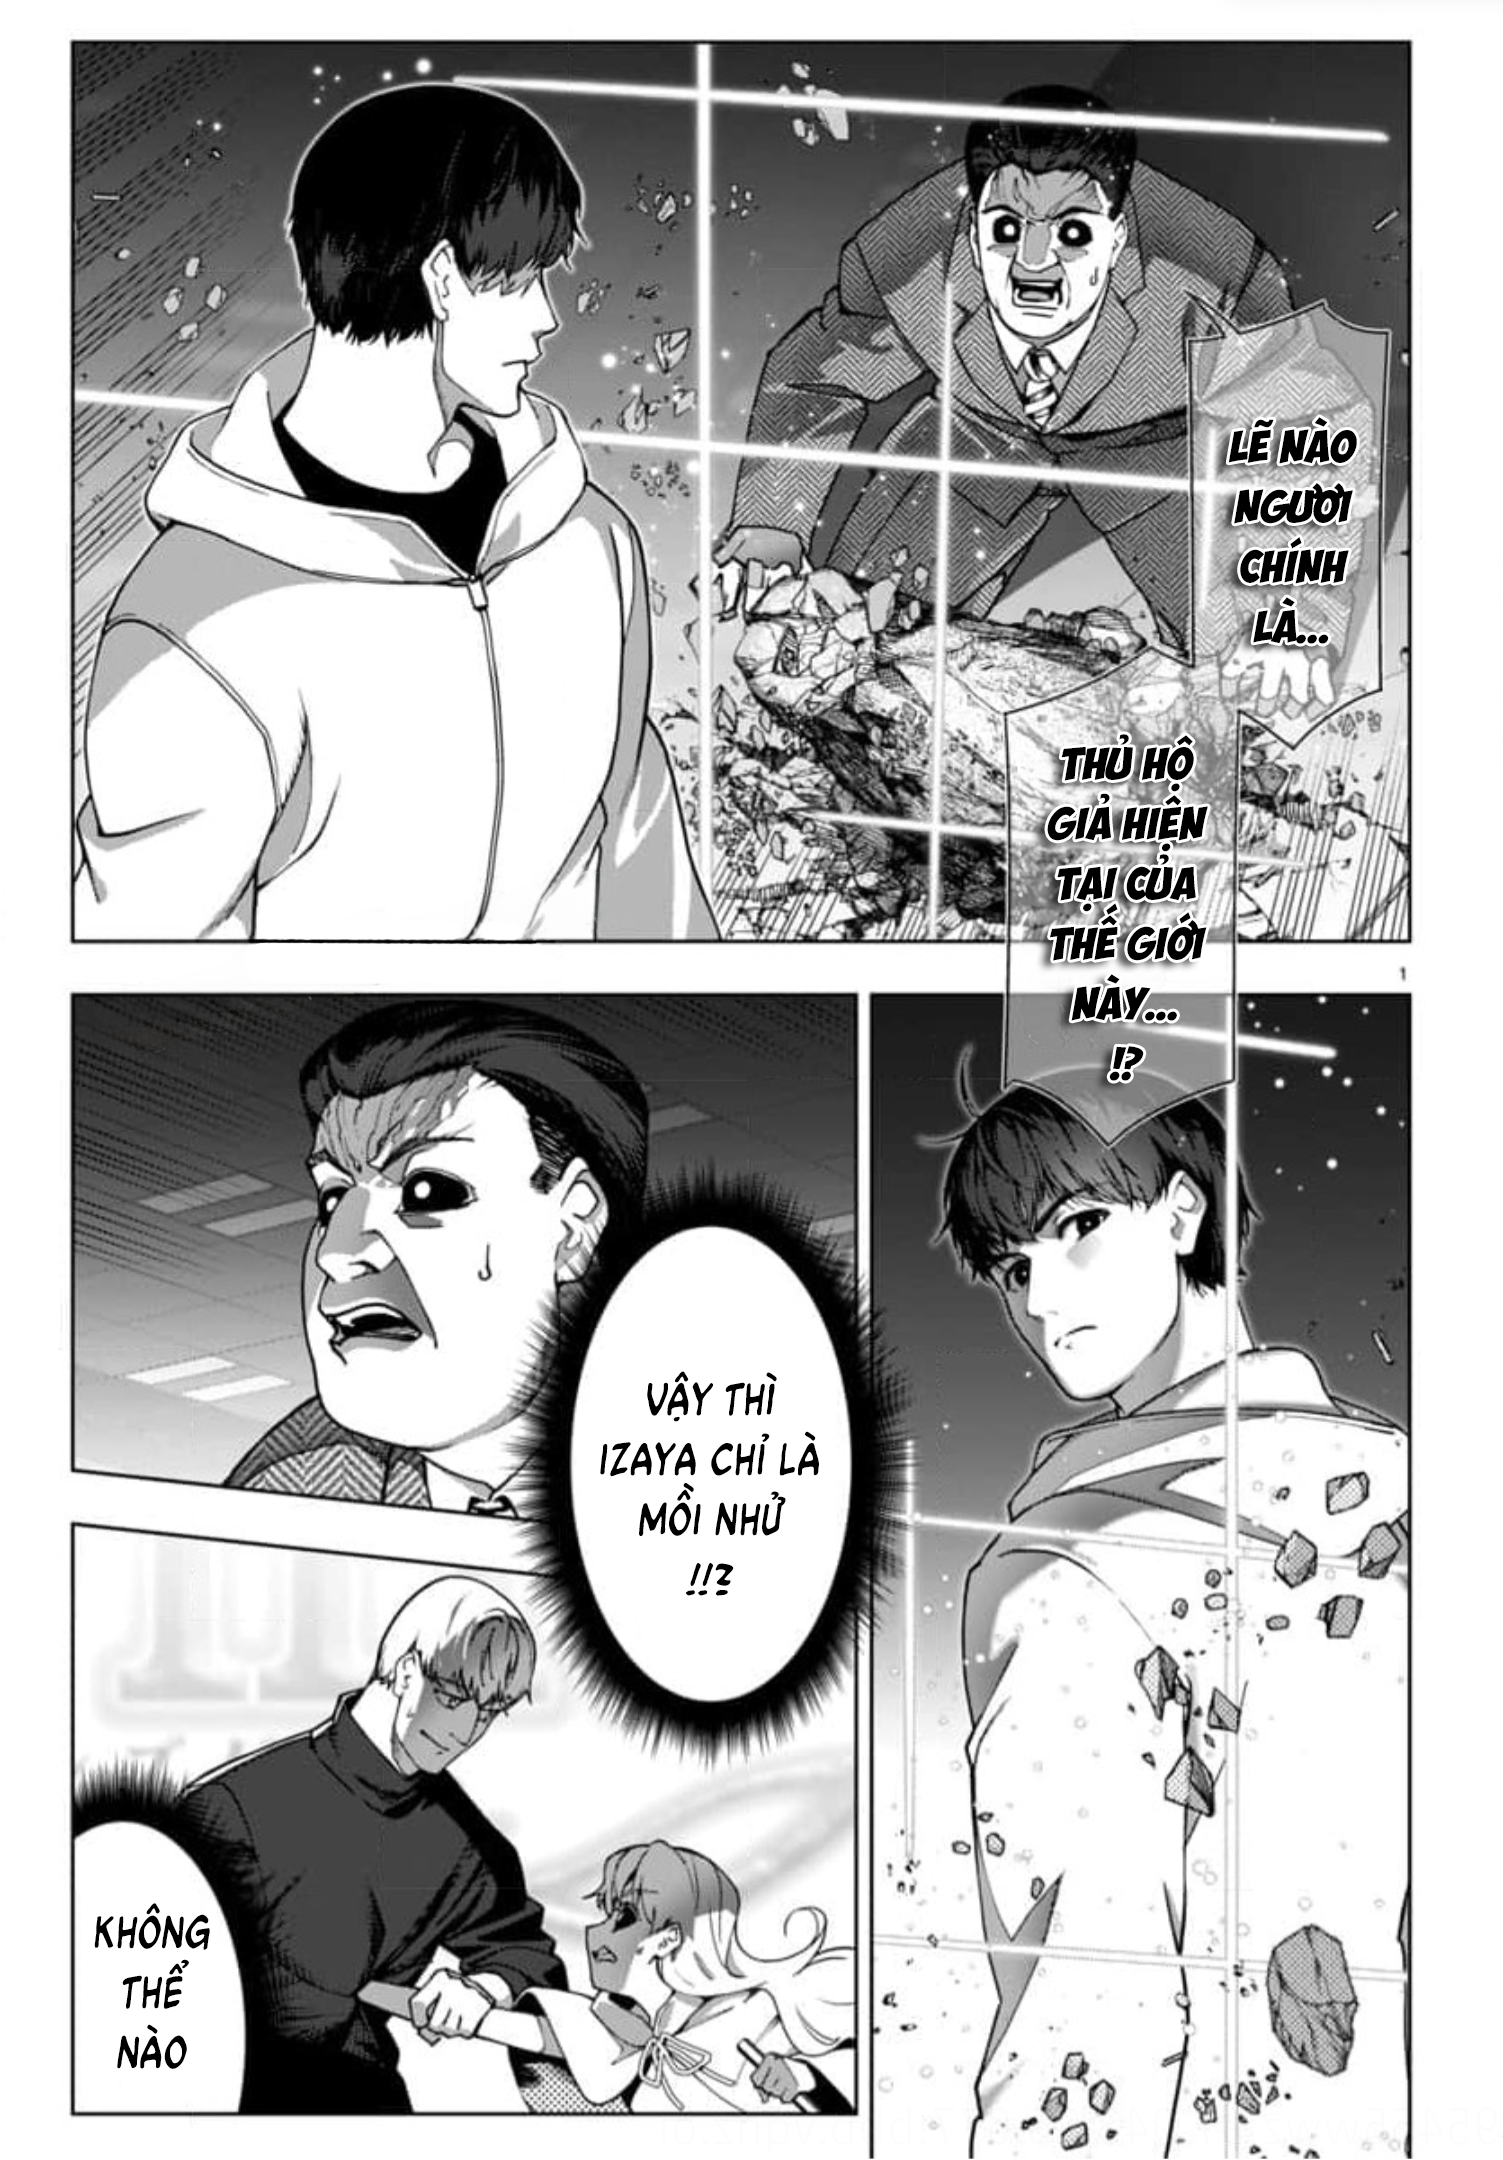 LẼ NÀO
NGƯƠI
CHÍNH
LÀ...
THỦ HỘ
GIẢ HIỆN
TẠI CỦA
THẾ GIỚI
NÀY...
!?
1
VẬY THÌ
IZAYA CHỈ LÀ
MỒI NHỬ
!!?
KHÔNG
THỂ
NÀO